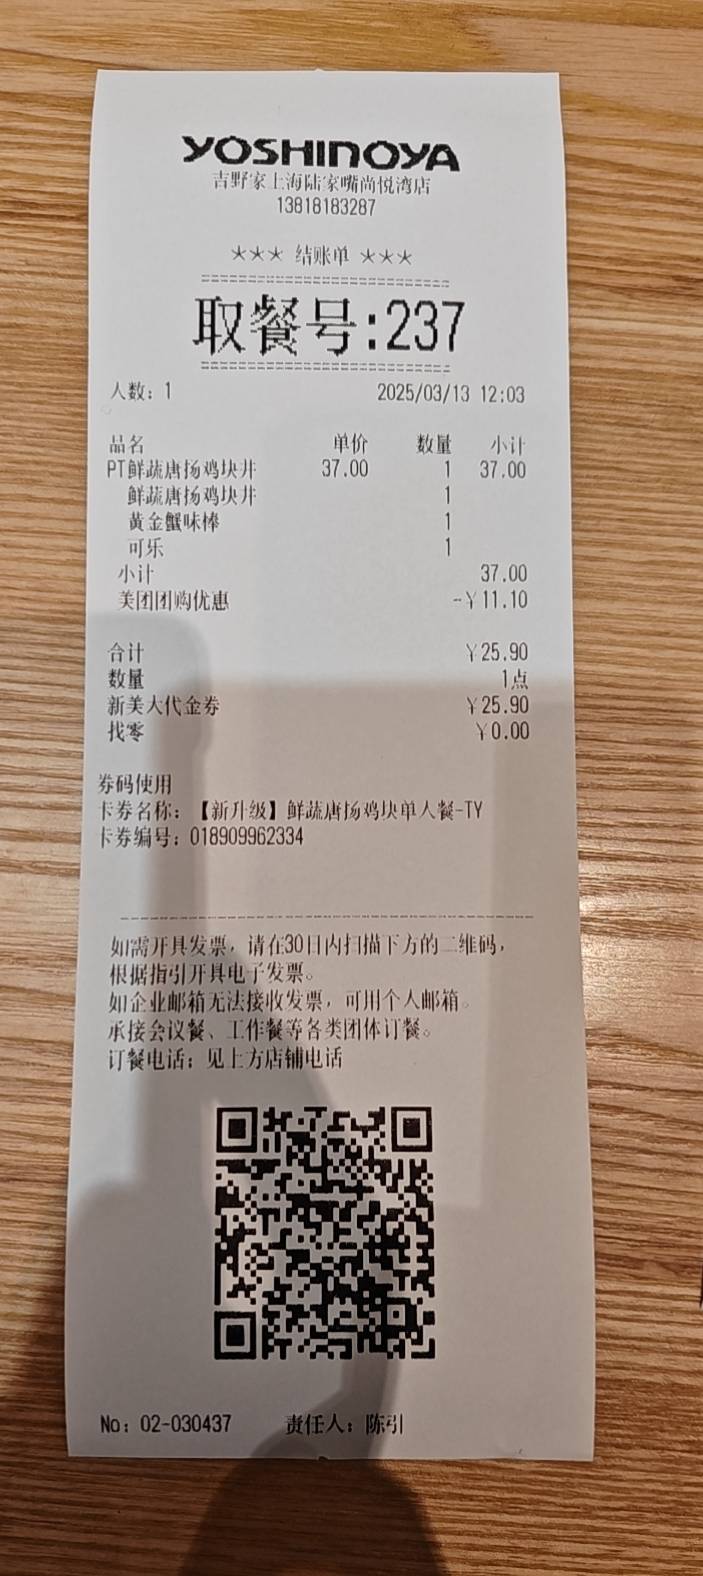 YOSHINOYA
吉野家上海陆家嘴尚悦湾店
13818183287
*** 结账单 ***
取餐号:237
人数: 1 2025/03/13 12:03
品名 单价 数量 小计
PT鲜蔬唐扬鸡块丼 37.00 1 37.00
鲜蔬唐扬鸡块丼 1
黄金蟹味棒 1
可乐 1
小计 37.00
美团团购优惠 -¥11.10
合计 ¥25.90
数量 1点
新美大代金券 ¥25.90
找零 ¥0.00
券码使用
卡券名称: 【新升级】鲜蔬唐扬鸡块单人餐-TY
卡券编号: 018909962334
如需开具发票, 请在30日内扫描下方的二维码,
根据指引开具电子发票。
如企业邮箱无法接收发票, 可用个人邮箱。
承接会议餐、工作餐等各类团体订餐。
订餐电话: 见上方店铺电话
No: 02-030437 责任人: 陈引